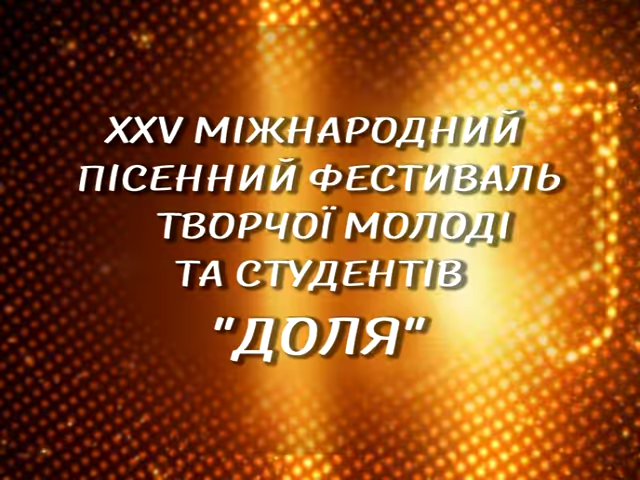 XXV МІЖНАРОДНИЙ
ПІСЕННИЙ ФЕСТИВАЛЬ
ТВОРЧОЇ МОЛОДІ
ТА СТУДЕНТІВ
"ДОЛЯ"